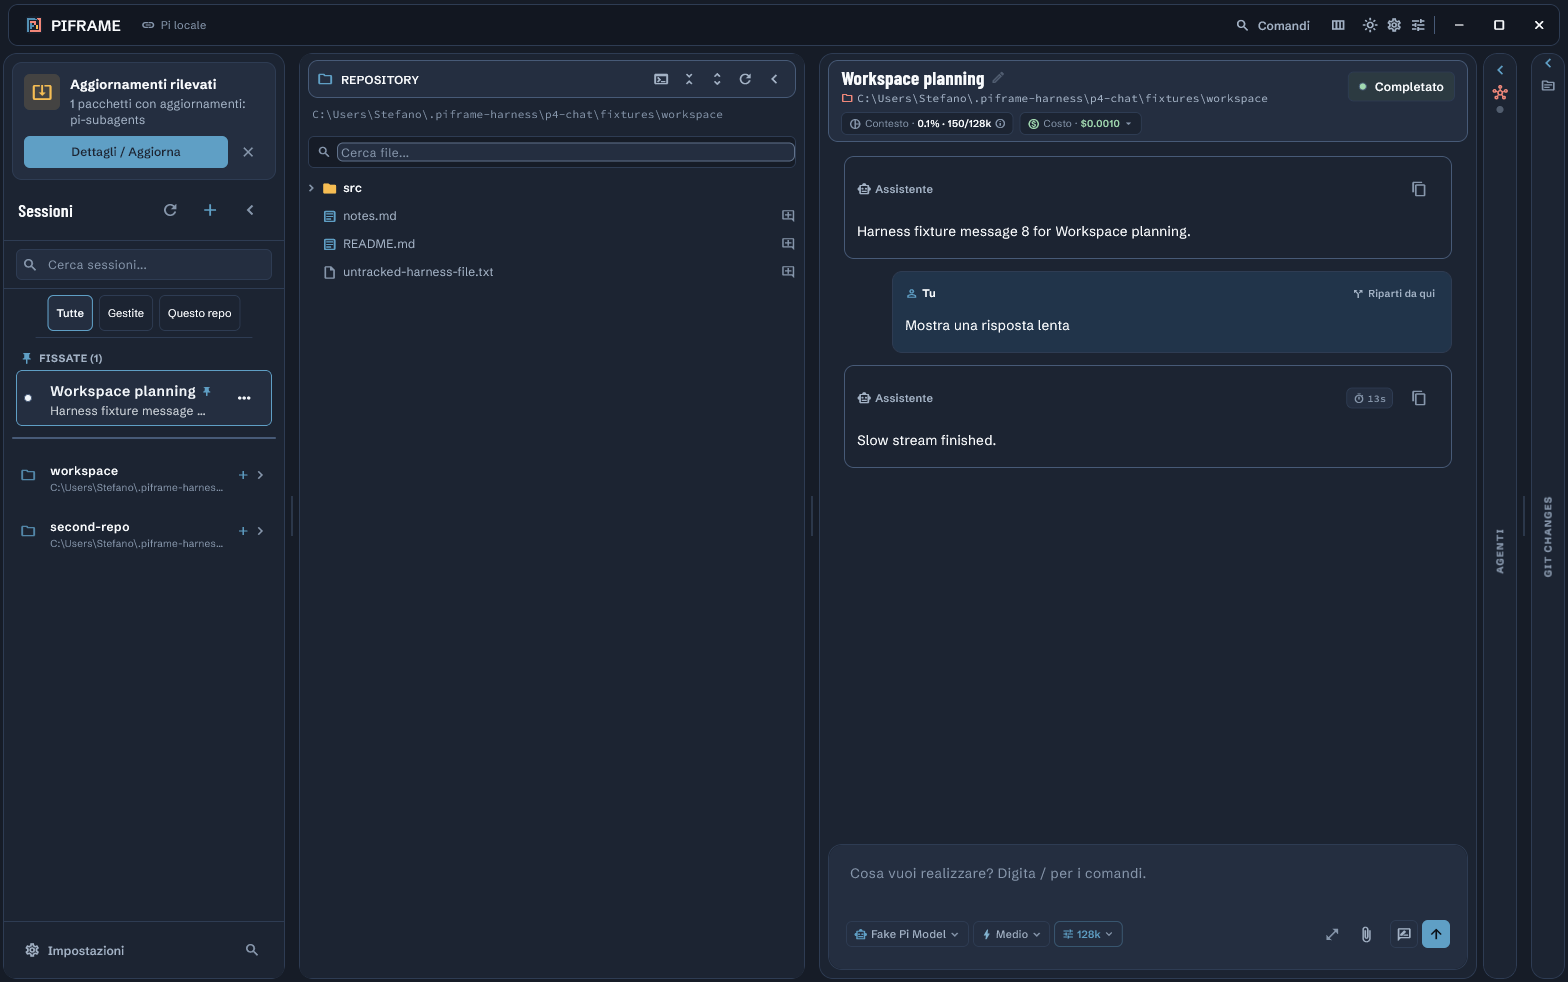 PIFRAME
Pi locale
Comandi
Aggiornamenti rilevati
1 pacchetti con aggiornamenti:
pi-subagents
Dettagli / Aggiorna
Sessioni
Cerca sessioni...
Tutte
Gestite
Questo repo
FISSATE (1)
Workspace planning
Harness fixture message ...
workspace
C:\Users\Stefano\.piframe-harnes...
second-repo
C:\Users\Stefano\.piframe-harnes...
Impostazioni
REPOSITORY
C:\Users\Stefano\.piframe-harness\p4-chat\fixtures\workspace
Cerca file...
src
notes.md
README.md
untracked-harness-file.txt
Workspace planning
C:\Users\Stefano\.piframe-harness\p4-chat\fixtures\workspace
Completato
Contesto · 0.1% · 150/128k
Costo · $0.0010
Assistente
Harness fixture message 8 for Workspace planning.
Tu
Riparti da qui
Mostra una risposta lenta
Assistente
13s
Slow stream finished.
Cosa vuoi realizzare? Digita / per i comandi.
Fake Pi Model
Medio
128k
AGENTI
GIT CHANGES